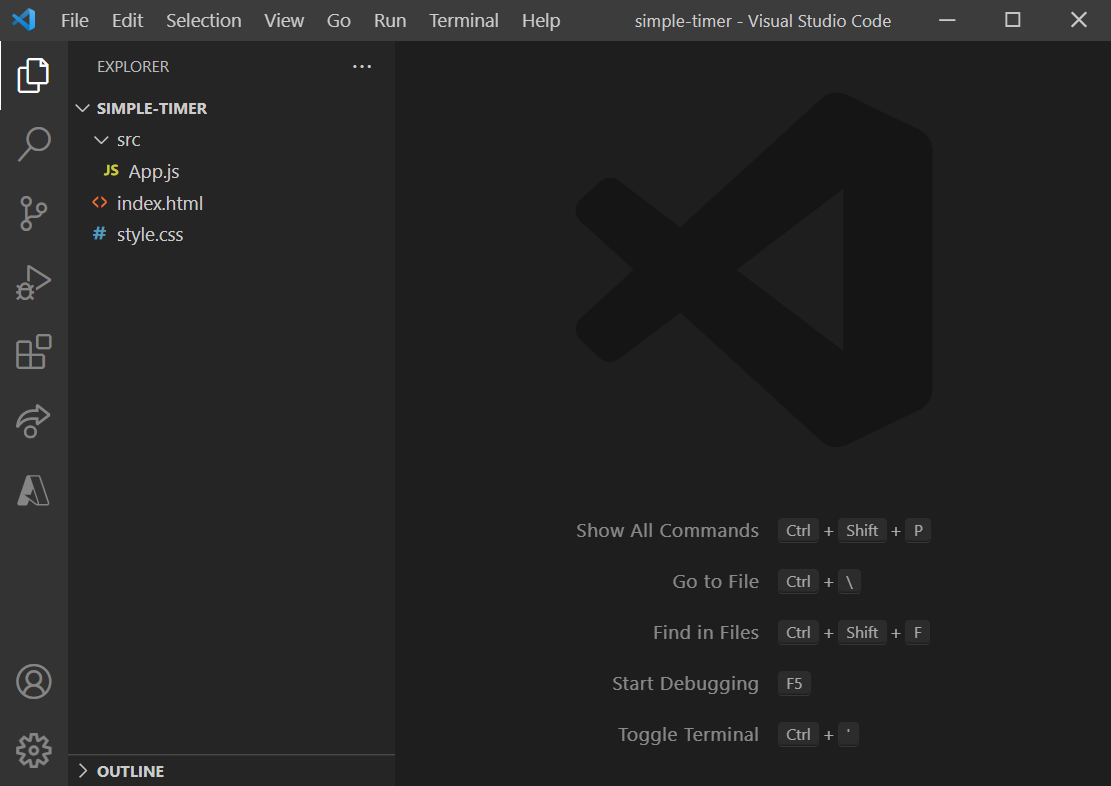 File Edit Selection View Go Run Terminal Help simple-timer - Visual Studio Code
EXPLORER ...
SIMPLE-TIMER
src
JS App.js
<> index.html
# style.css
Show All Commands Ctrl + Shift + P
Go to File Ctrl + \
Find in Files Ctrl + Shift + F
Start Debugging F5
Toggle Terminal Ctrl + '
OUTLINE